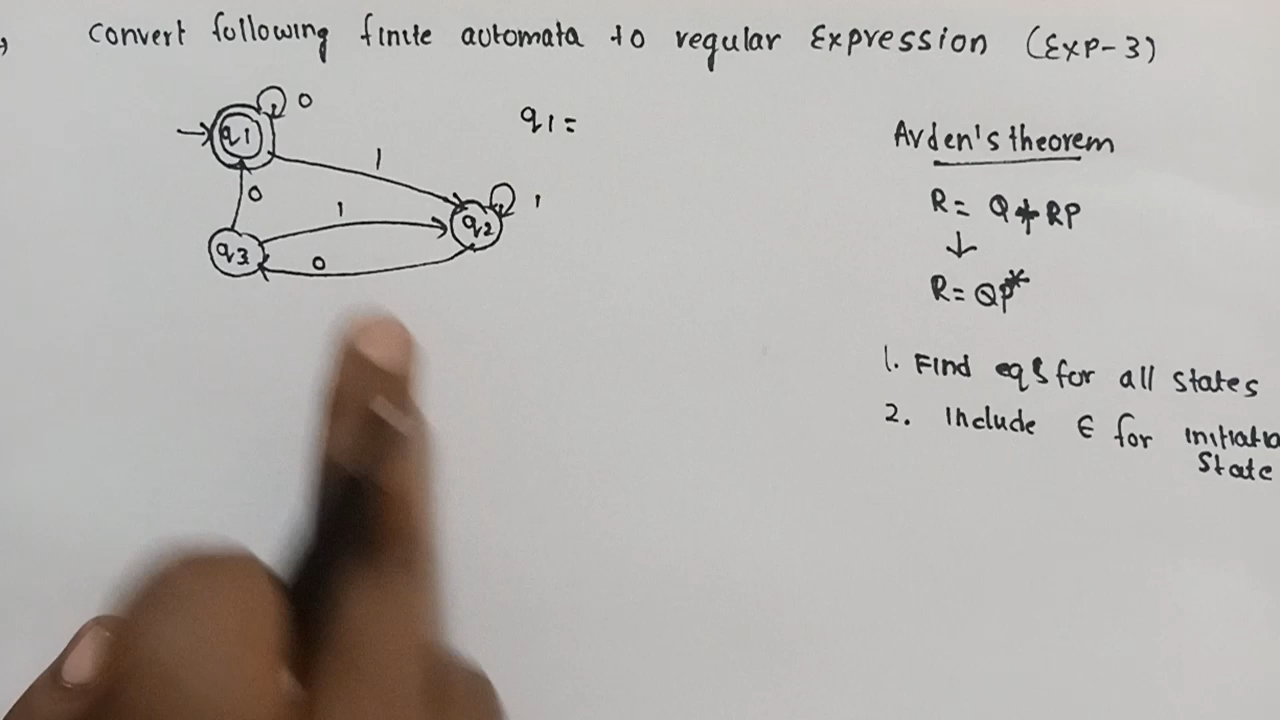 convert following finite automata to regular Expression (Exp-3)
0
q1
1
q1 =
0
1
1
q2
q3
0
Arden's theorem
R = Q + RP
↓
R = QP*
1. Find eqs for all states
2. Include ∈ for initial
State